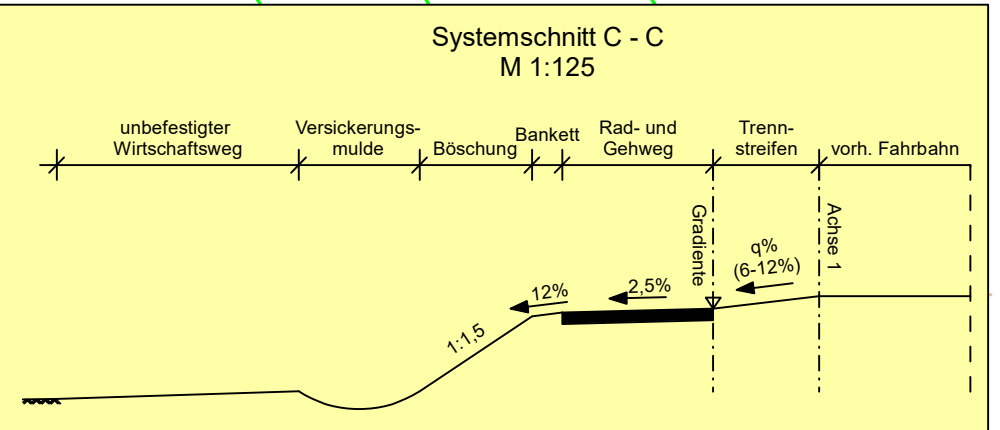 Systemschnitt C - C
M 1:125
unbefestigter
Wirtschaftsweg
Versickerungs-
mulde
Böschung
Bankett
Rad- und
Gehweg
Trenn-
streifen
vorh. Fahrbahn
Gradiente
Achse 1
q%
(6-12%)
2,5%
12%
1:1,5